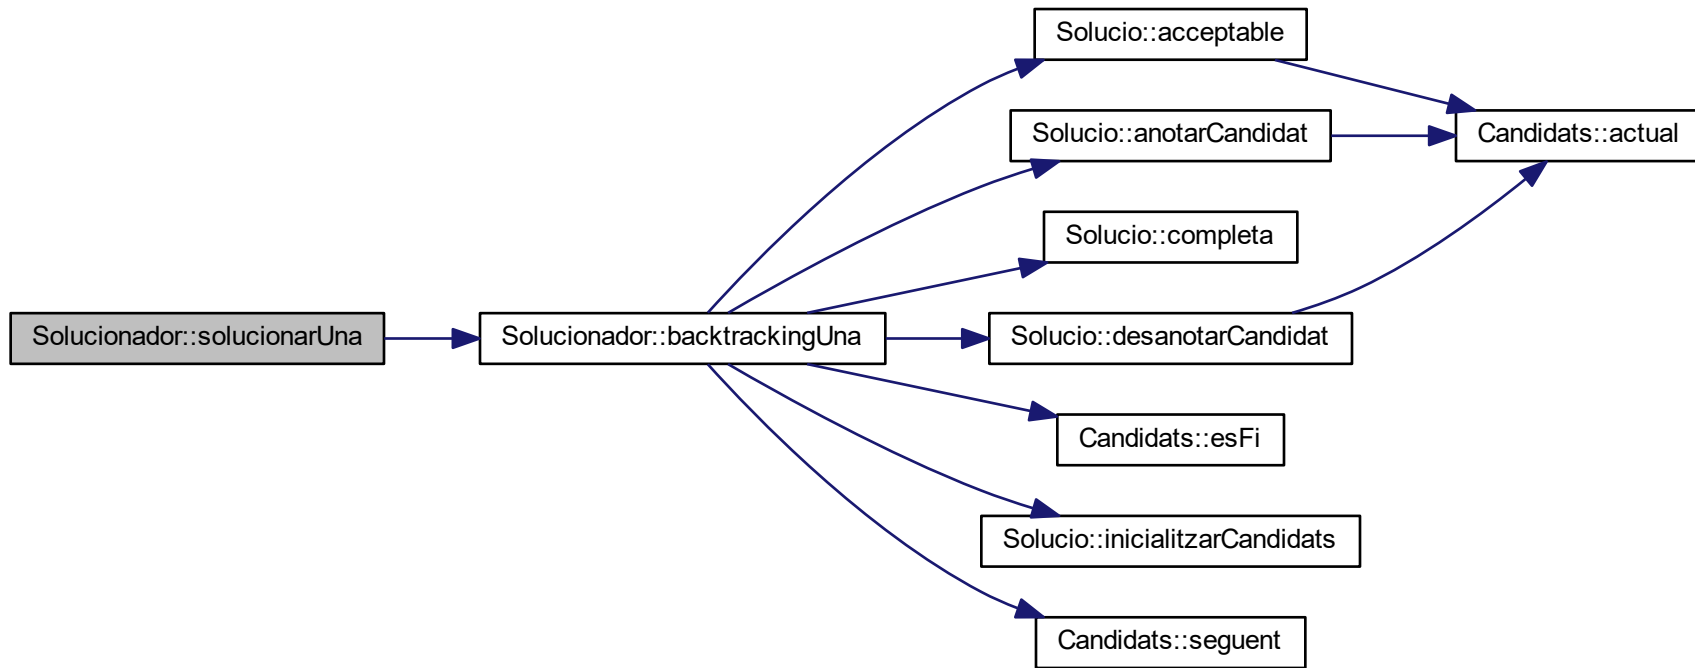 Solucio::acceptable
Solucio::anotarCandidat
Candidats::actual
Solucio::completa
Solucionador::solucionarUna
Solucionador::backtrackingUna
Solucio::desanotarCandidat
Candidats::esFi
Solucio::inicialitzarCandidats
Candidats::seguent